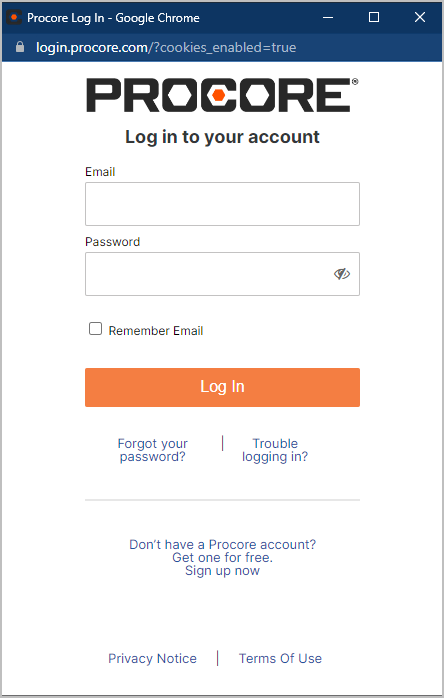 Procore Log In - Google Chrome
login.procore.com/?cookies_enabled=true
PROCORE®
Log in to your account
Email
Password
Remember Email
Log In
Forgot your password? | Trouble logging in?
Don't have a Procore account?
Get one for free.
Sign up now
Privacy Notice | Terms Of Use